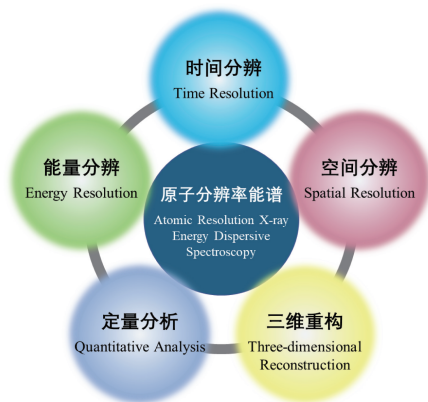 时间分辨
Time Resolution
能量分辨
Energy Resolution
空间分辨
Spatial Resolution
原子分辨率能谱
Atomic Resolution X-ray
Energy Dispersive
Spectroscopy
定量分析
Quantitative Analysis
三维重构
Three-dimensional
Reconstruction